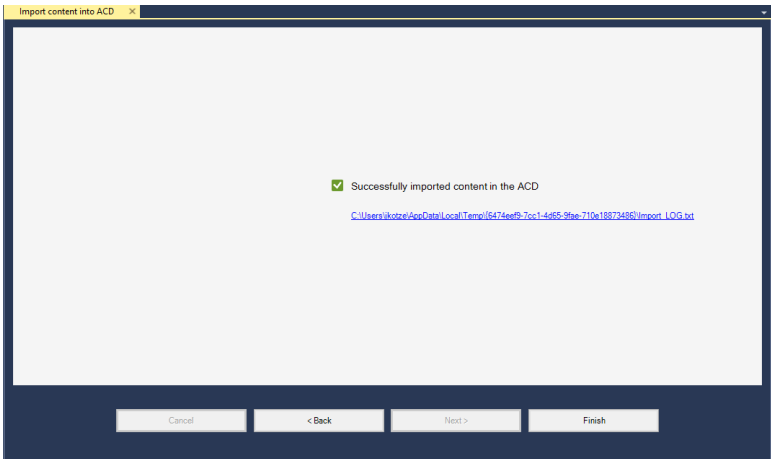 Import content into ACD
Successfully imported content in the ACD
C:\Users\ikotze\AppData\Local\Temp\{6474eef9-7cc1-4d65-9fae-710e18873486}\Import_LOG.txt
Cancel
< Back
Next >
Finish